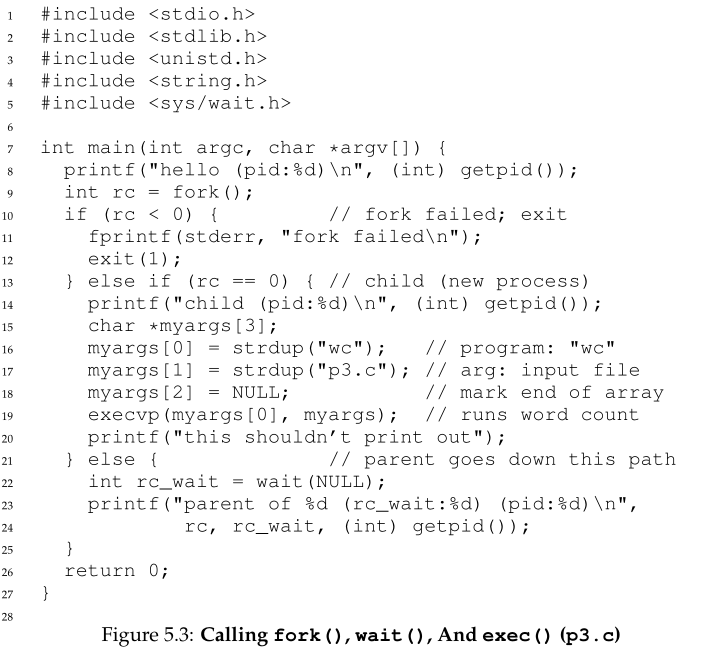 1 #include <stdio.h>
2 #include <stdlib.h>
3 #include <unistd.h>
4 #include <string.h>
5 #include <sys/wait.h>
6
7 int main(int argc, char *argv[]) {
8   printf("hello (pid:%d)\n", (int) getpid());
9   int rc = fork();
10   if (rc < 0) {         // fork failed; exit
11     fprintf(stderr, "fork failed\n");
12     exit(1);
13   } else if (rc == 0) { // child (new process)
14     printf("child (pid:%d)\n", (int) getpid());
15     char *myargs[3];
16     myargs[0] = strdup("wc");   // program: "wc"
17     myargs[1] = strdup("p3.c"); // arg: input file
18     myargs[2] = NULL;           // mark end of array
19     execvp(myargs[0], myargs);  // runs word count
20     printf("this shouldn't print out");
21   } else {              // parent goes down this path
22     int rc_wait = wait(NULL);
23     printf("parent of %d (rc_wait:%d) (pid:%d)\n",
24             rc, rc_wait, (int) getpid());
25   }
26   return 0;
27 }
28
Figure 5.3: Calling fork(), wait(), And exec() (p3.c)